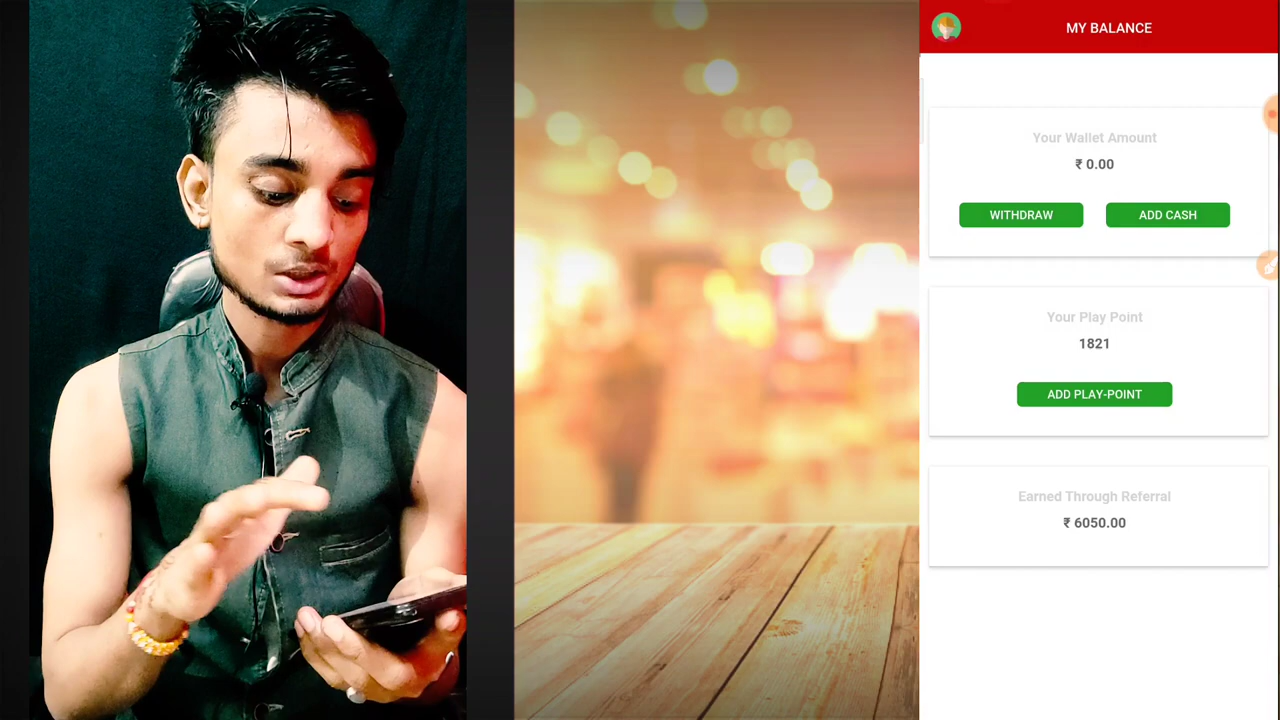 MY BALANCE
Your Wallet Amount
₹ 0.00
WITHDRAW
ADD CASH
Your Play Point
1821
ADD PLAY-POINT
Earned Through Referral
₹ 6050.00